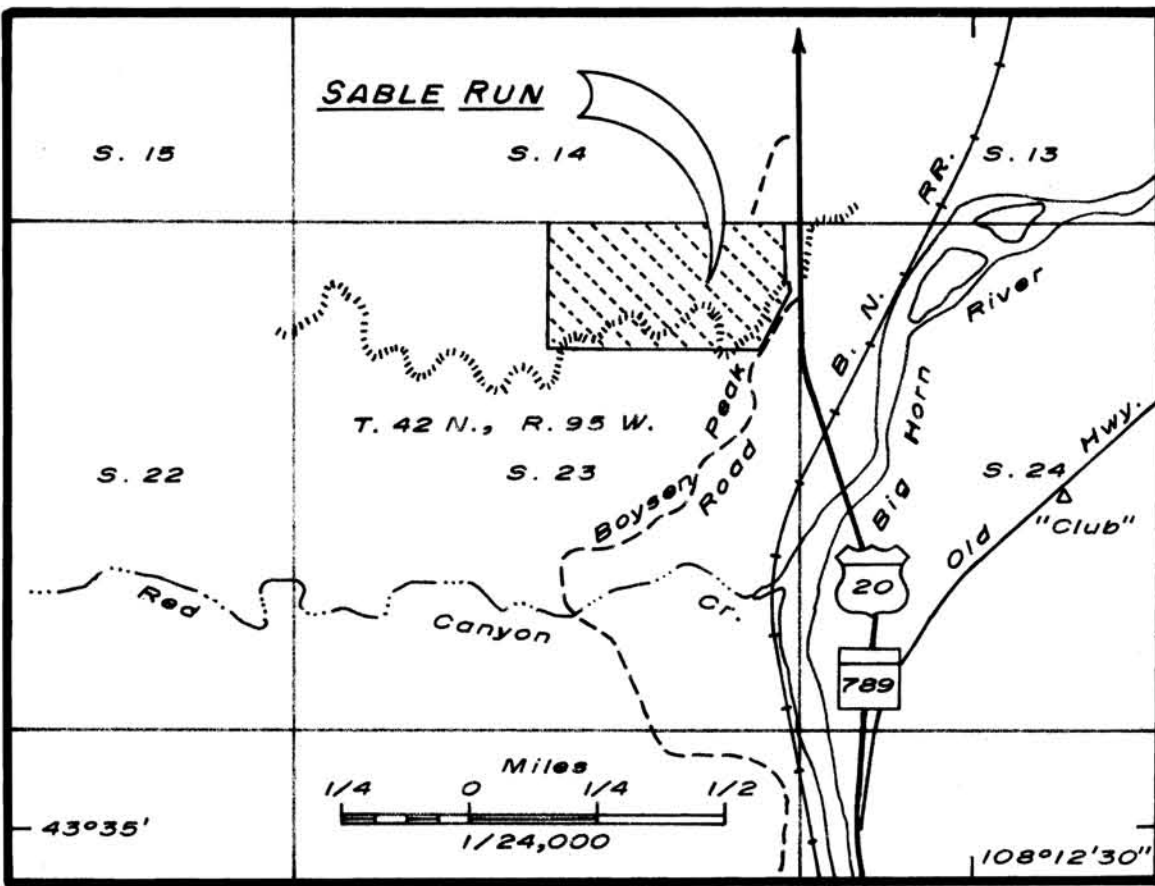 SABLE RUN
S. 15
S. 14
S. 13
B. N. RR.
Big Horn River
T. 42 N., R. 95 W.
Boysen Peak Road
S. 22
S. 23
S. 24
Old Hwy.
"Club"
Red Canyon Cr.
20
789
Miles
1/4 0 1/4 1/2
1/24,000
43°35'
108°12'30"